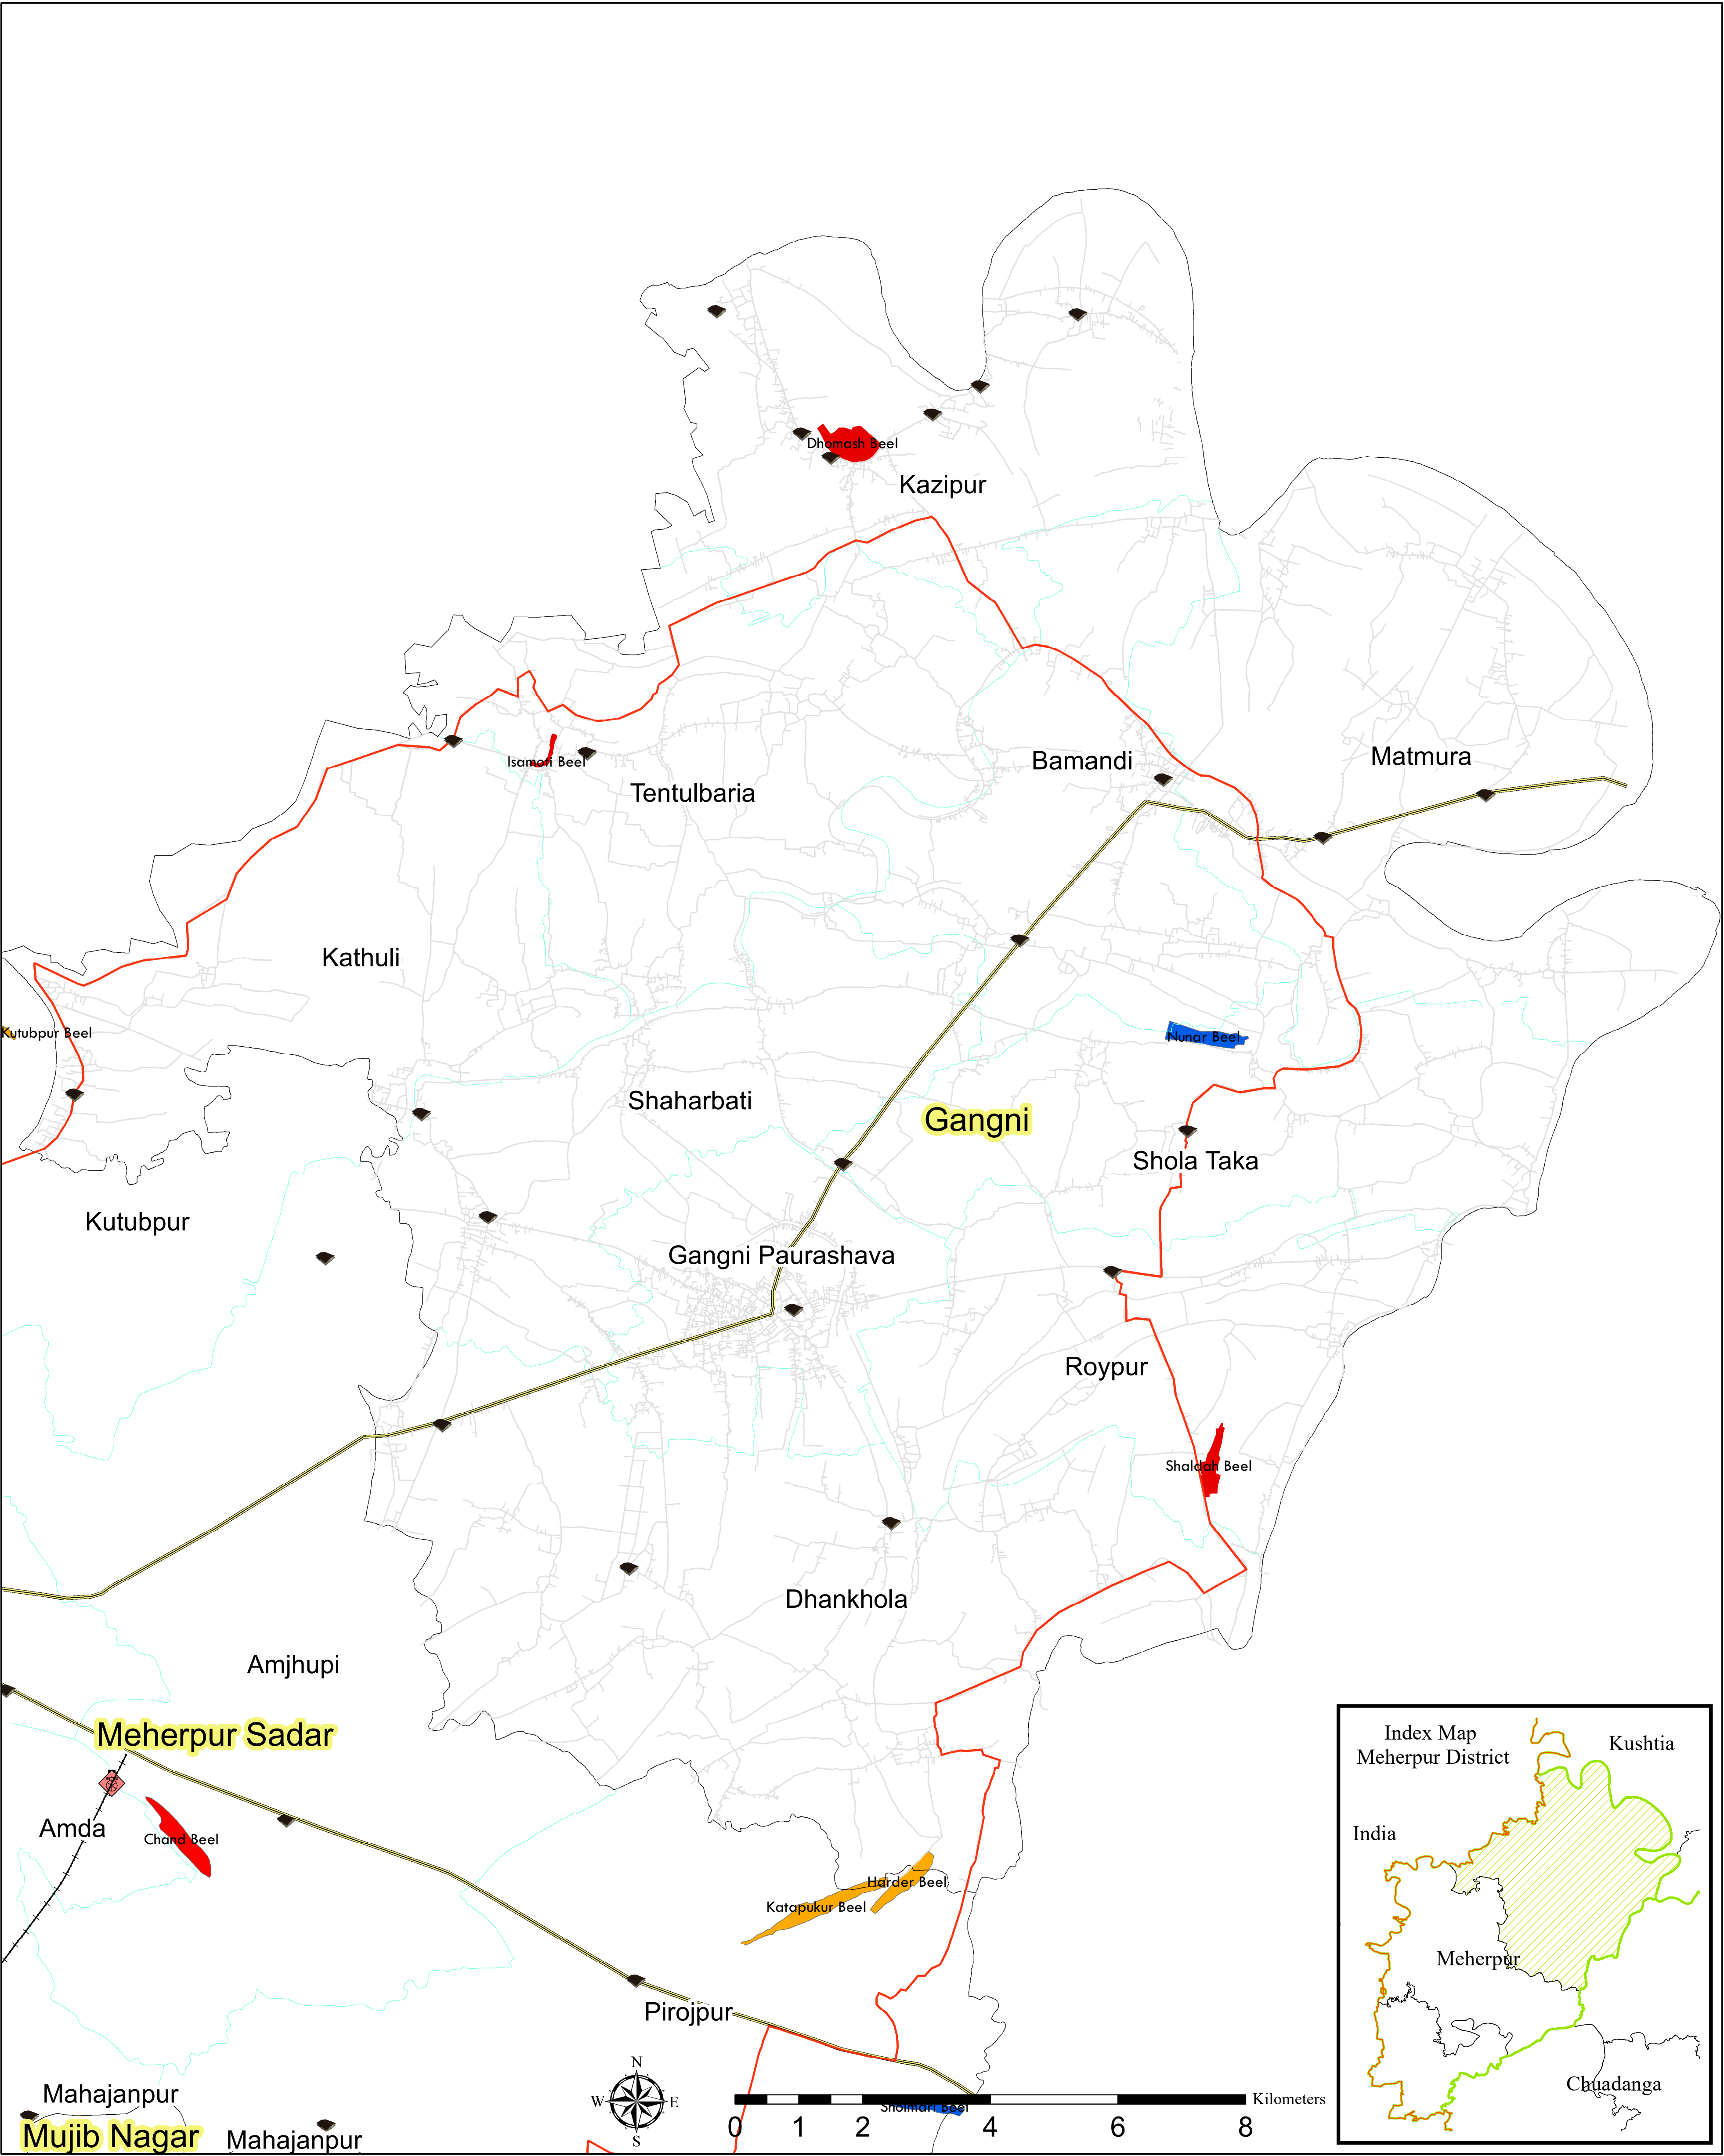 Dhomash Beel
Kazipur
Isamoti Beel
Tentulbaria
Bamandi
Matmura
Kathuli
Kutubpur Beel
Nunar Beel
Shaharbati
Gangni
Shola Taka
Kutubpur
Gangni Paurashava
Roypur
Shaldah Beel
Dhankhola
Amjhupi
Meherpur Sadar
Amda
Chand Beel
Harder Beel
Katapukur Beel
Pirojpur
Mahajanpur
Mujib Nagar
Mahajanpur
N
W
E
S
Kilometers
Sholmari Beel
0 1 2 4 6 8
Index Map
Meherpur District
Kushtia
India
Meherpur
Chuadanga